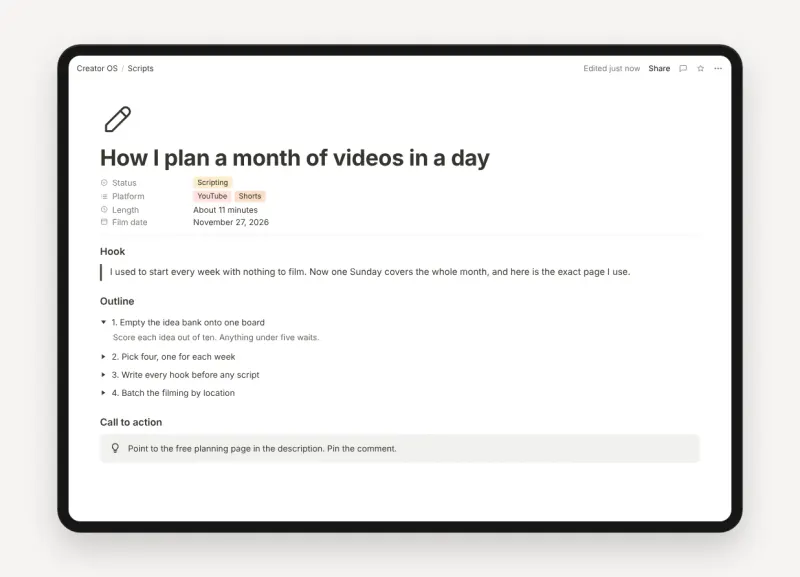 Creator OS / Scripts
Edited just now Share
How I plan a month of videos in a day
Status Scripting
Platform YouTube Shorts
Length About 11 minutes
Film date November 27, 2026
Hook
I used to start every week with nothing to film. Now one Sunday covers the whole month, and here is the exact page I use.
Outline
1. Empty the idea bank onto one board
Score each idea out of ten. Anything under five waits.
2. Pick four, one for each week
3. Write every hook before any script
4. Batch the filming by location
Call to action
Point to the free planning page in the description. Pin the comment.